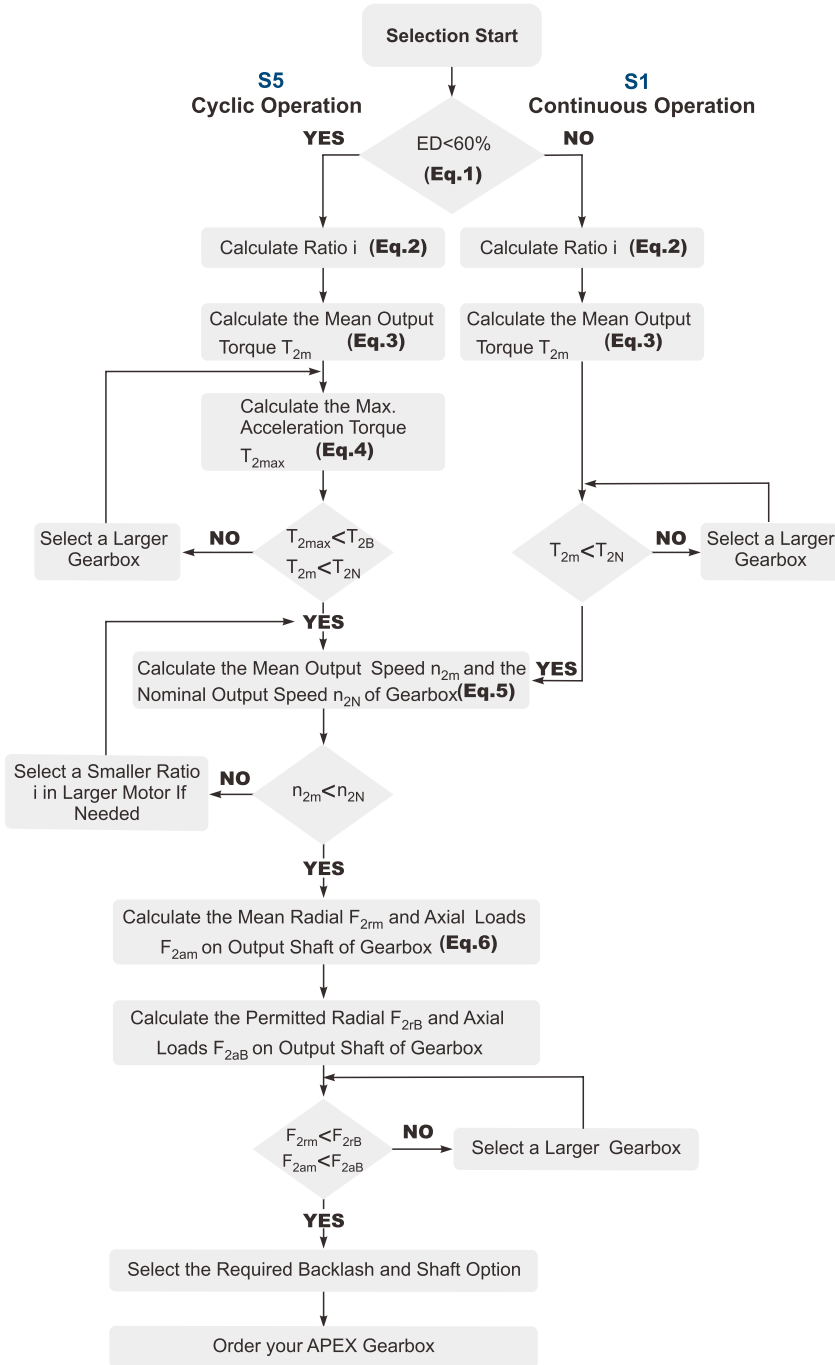 Selection Start
S5
Cyclic Operation
S1
Continuous Operation
YES
ED<60%
(Eq.1)
NO
Calculate Ratio i (Eq.2)
Calculate Ratio i (Eq.2)
Calculate the Mean Output
Torque T2m (Eq.3)
Calculate the Mean Output
Torque T2m (Eq.3)
Calculate the Max.
Acceleration Torque
T2max (Eq.4)
Select a Larger
Gearbox
NO
T2max<T2B
T2m<T2N
T2m<T2N
NO
Select a Larger
Gearbox
YES
Calculate the Mean Output Speed n2m and the
Nominal Output Speed n2N of Gearbox(Eq.5)
YES
Select a Smaller Ratio
i in Larger Motor If
Needed
NO
n2m<n2N
YES
Calculate the Mean Radial F2rm and Axial Loads
F2am on Output Shaft of Gearbox (Eq.6)
Calculate the Permitted Radial F2rB and Axial
Loads F2aB on Output Shaft of Gearbox
F2rm<F2rB
F2am<F2aB
NO
Select a Larger Gearbox
YES
Select the Required Backlash and Shaft Option
Order your APEX Gearbox